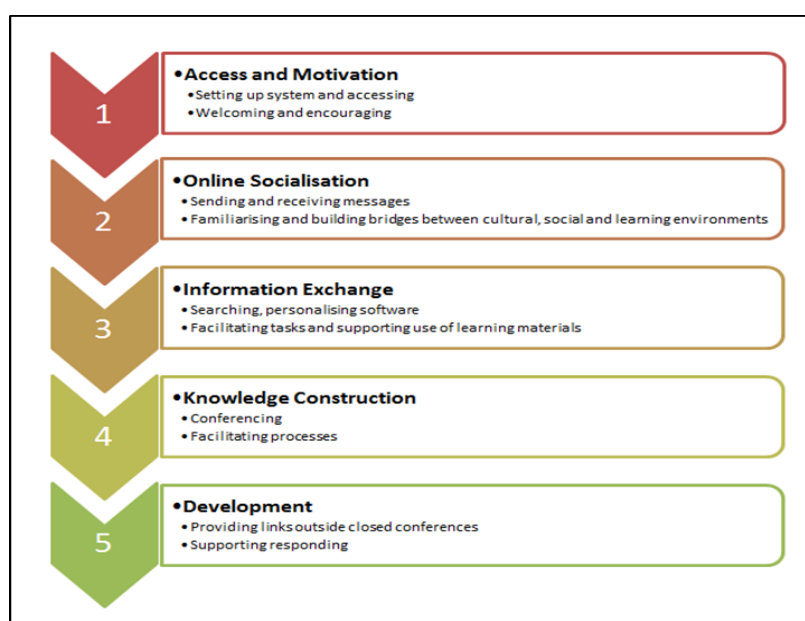 1
•Access and Motivation
•Setting up system and accessing
•Welcoming and encouraging
2
•Online Socialisation
•Sending and receiving messages
•Familiarising and building bridges between cultural, social and learning environments
3
•Information Exchange
•Searching, personalising software
•Facilitating tasks and supporting use of learning materials
4
•Knowledge Construction
•Conferencing
•Facilitating processes
5
•Development
•Providing links outside closed conferences
•Supporting responding